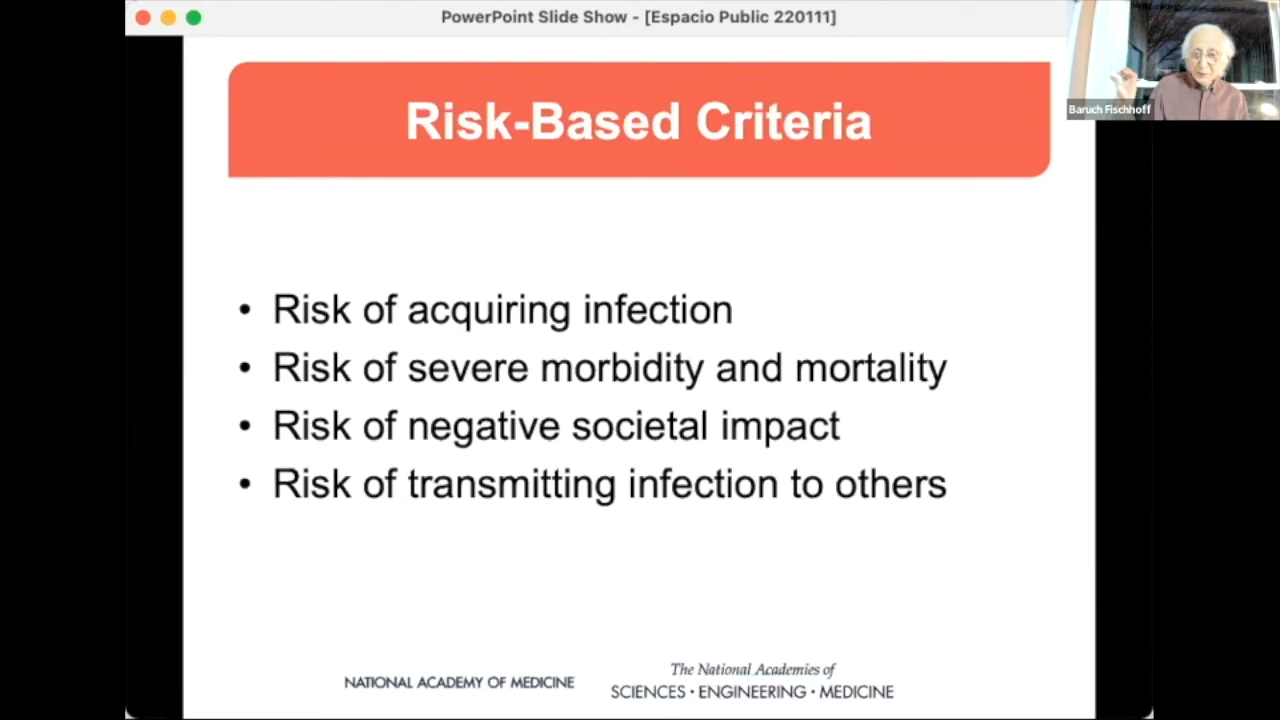 PowerPoint Slide Show - [Espacio Public 220111]
Baruch Fischhoff
Risk-Based Criteria
• Risk of acquiring infection
• Risk of severe morbidity and mortality
• Risk of negative societal impact
• Risk of transmitting infection to others
NATIONAL ACADEMY OF MEDICINE
The National Academies of
SCIENCES • ENGINEERING • MEDICINE